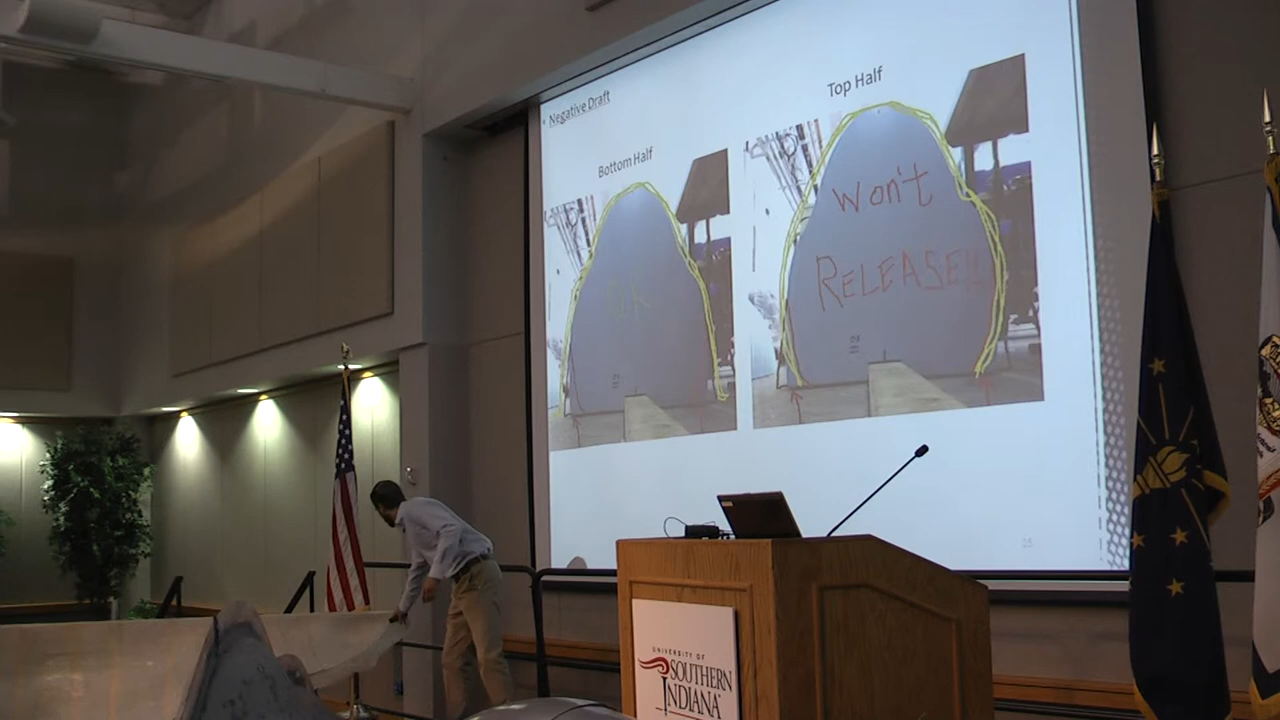 Negative Draft
Bottom Half
Top Half
Won't
RELEASE!!
UNIVERSITY OF
SOUTHERN
INDIANA